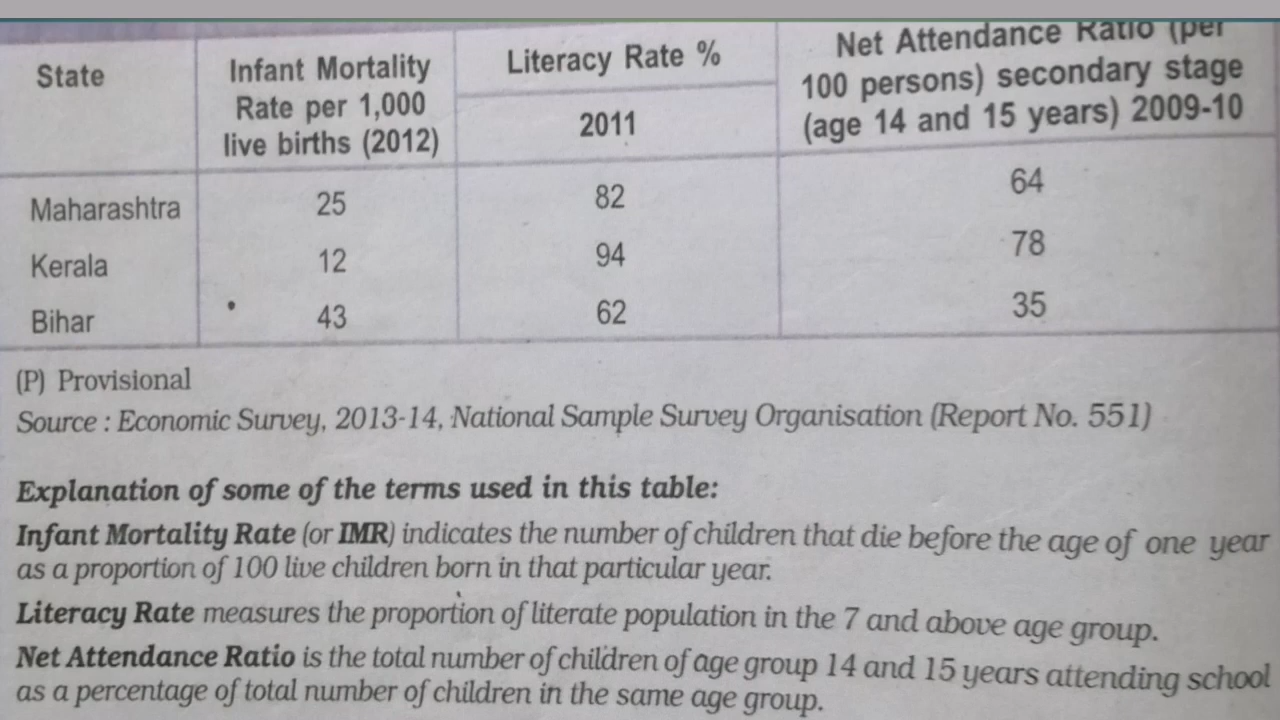 State
Infant Mortality
Rate per 1,000
live births (2012)
Literacy Rate %
2011
Net Attendance Ratio (per
100 persons) secondary stage
(age 14 and 15 years) 2009-10
Maharashtra 25 82 64
Kerala 12 94 78
Bihar 43 62 35
(P) Provisional
Source : Economic Survey, 2013-14, National Sample Survey Organisation (Report No. 551)
Explanation of some of the terms used in this table:
Infant Mortality Rate (or IMR) indicates the number of children that die before the age of one year
as a proportion of 100 live children born in that particular year.
Literacy Rate measures the proportion of literate population in the 7 and above age group.
Net Attendance Ratio is the total number of children of age group 14 and 15 years attending school
as a percentage of total number of children in the same age group.